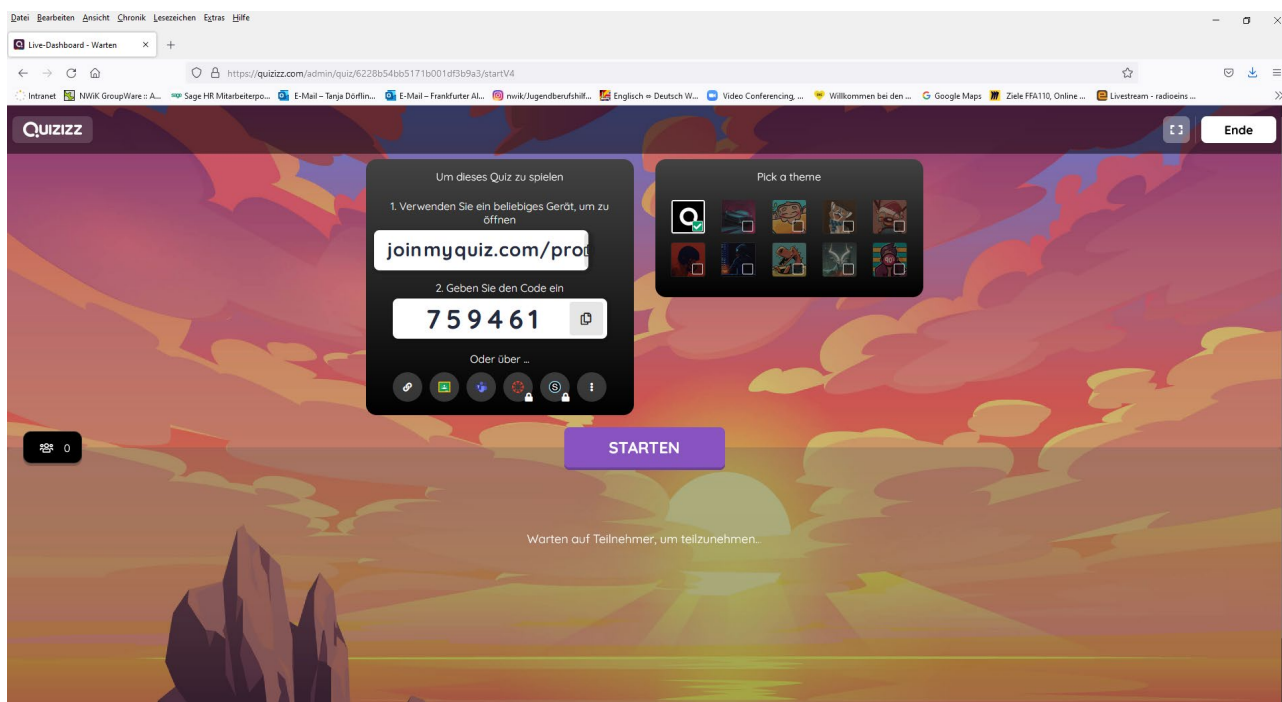 Datei Bearbeiten Ansicht Chronik Lesezeichen Extras Hilfe
Live-Dashboard - Warten
https://quizizz.com/admin/quiz/6228b54bb5171b001df3b9a3/startV4
Intranet NWiK GroupWare :: A... Sage HR Mitarbeiterpo... E-Mail – Tanja Dörflin... E-Mail – Frankfurter Al... nwik/Jugendberufshilf... Englisch ⇔ Deutsch W... Video Conferencing, ... Willkommen bei den ... Google Maps Ziele FFA110, Online ... Livestream - radioeins ...
QUIZIZZ
Ende
Um dieses Quiz zu spielen
1. Verwenden Sie ein beliebiges Gerät, um zu
öffnen
joinmyquiz.com/pro
2. Geben Sie den Code ein
759461
Oder über ...
Pick a theme
0
STARTEN
Warten auf Teilnehmer, um teilzunehmen...